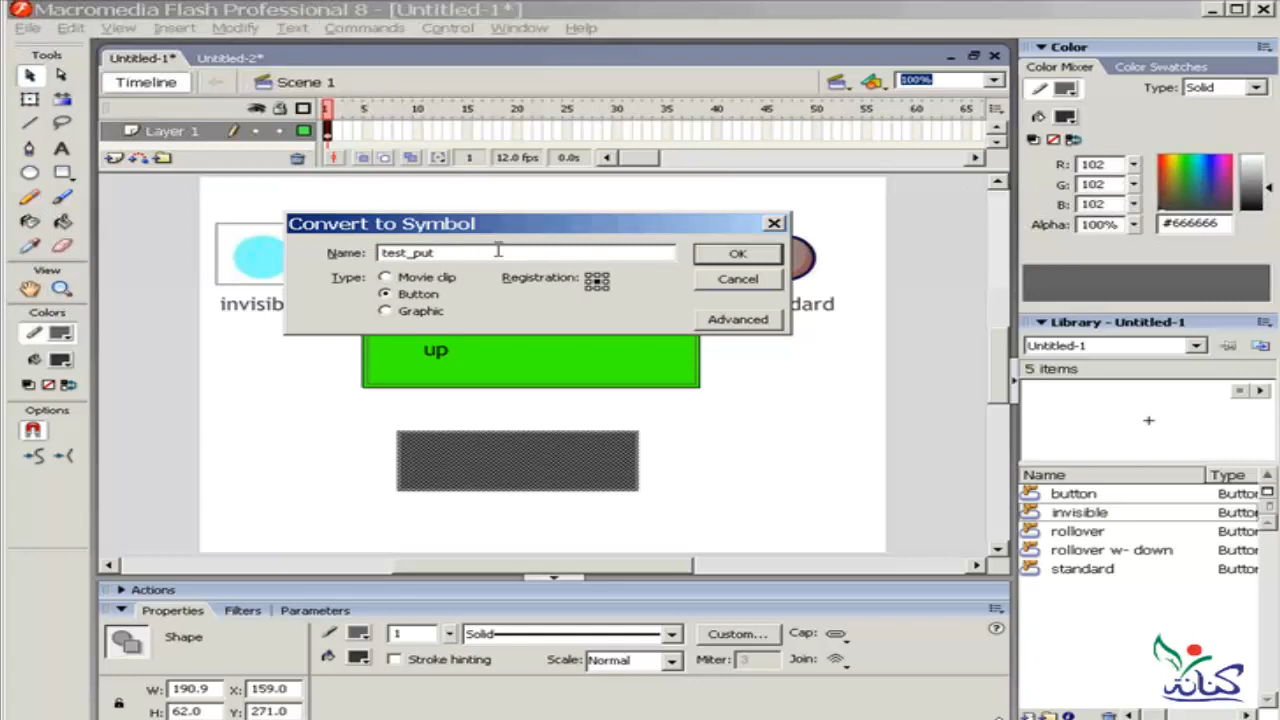 Macromedia Flash Professional 8 - [Untitled-1*]
File Edit View Insert Modify Text Commands Control Window Help
Tools
View
Colors
Options
Untitled-1* Untitled-2*
Timeline Scene 1 100%
1 5 10 15 20 25 30 35 40 45 50 55 60 65
Layer 1
1 12.0 fps 0.0s
Convert to Symbol
Name: test_put OK
Type: Movie clip Registration: Cancel
Button
Graphic
Advanced
invisib
dard
up
Color
Color Mixer Color Swatches
Type: Solid
R: 102
G: 102
B: 102
Alpha: 100% #666666
Library - Untitled-1
Untitled-1
5 items
Name Type
button Button
invisible Button
rollover Button
rollover w- down Button
standard Button
Actions
Properties Filters Parameters
Shape 1 Solid Custom... Cap:
Stroke hinting Scale: Normal Miter: 3 Join:
W: 190.9 X: 159.0
H: 62.0 Y: 271.0
كنانة